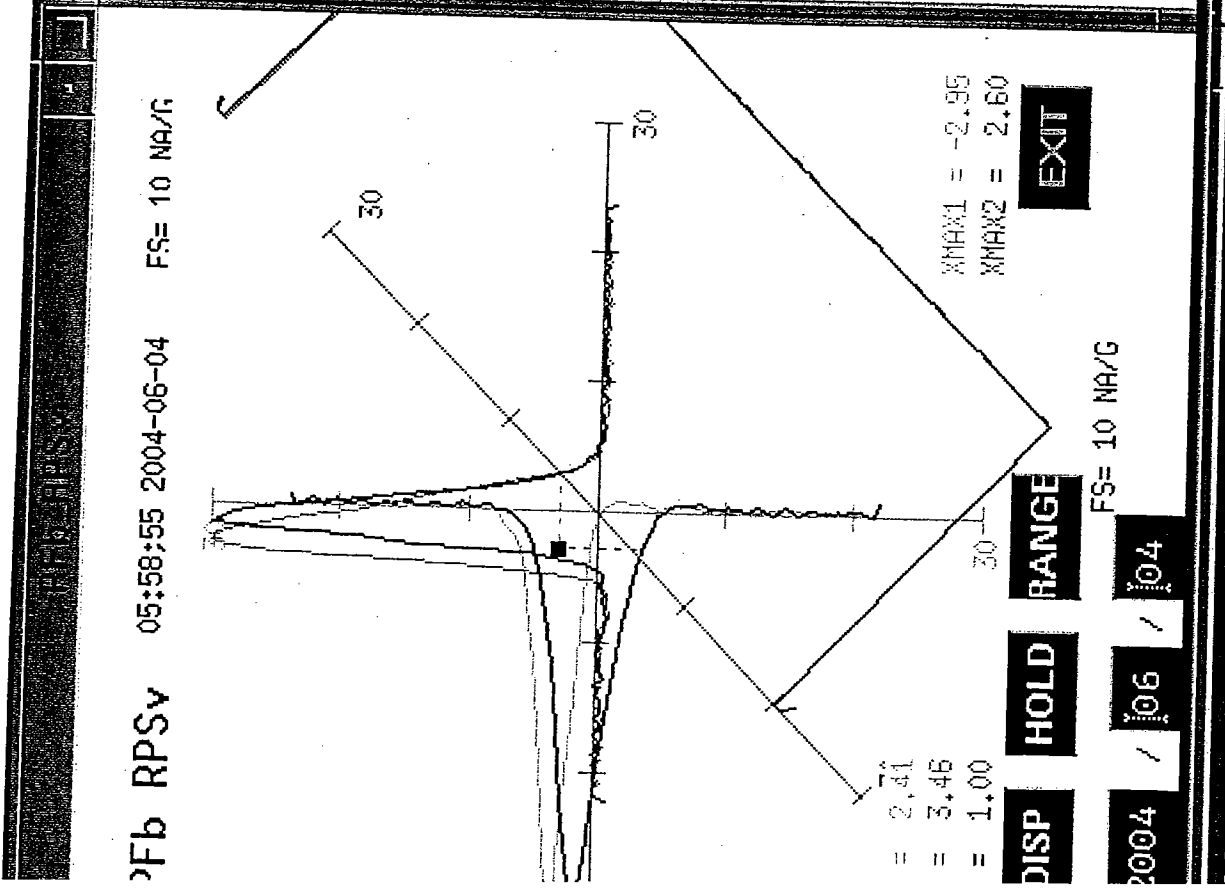 PFb RPSv 05:58:55 2004-06-04 FS= 10 NA/G
30
30
30
= 2.41
= 3.46
= 1.00
XMAX1 = -2.95
XMAX2 = 2.60
DISP HOLD RANGE EXIT
FS= 10 NA/G
2004 / 06 / 04